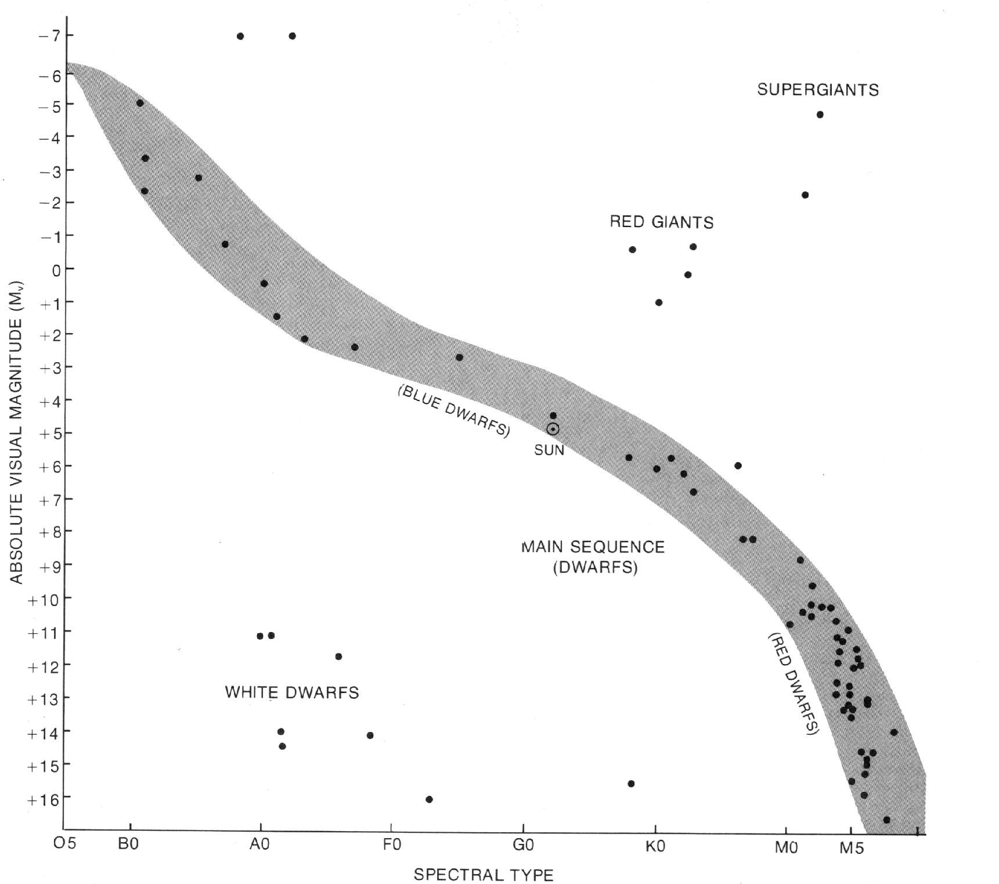 −7
−6
−5
−4
−3
−2
−1
0
+1
+2
+3
+4
+5
+6
+7
+8
+9
+10
+11
+12
+13
+14
+15
+16
ABSOLUTE VISUAL MAGNITUDE (Mv)
SUPERGIANTS
RED GIANTS
(BLUE DWARFS)
SUN
MAIN SEQUENCE
(DWARFS)
(RED DWARFS)
WHITE DWARFS
O5 B0 A0 F0 G0 K0 M0 M5
SPECTRAL TYPE